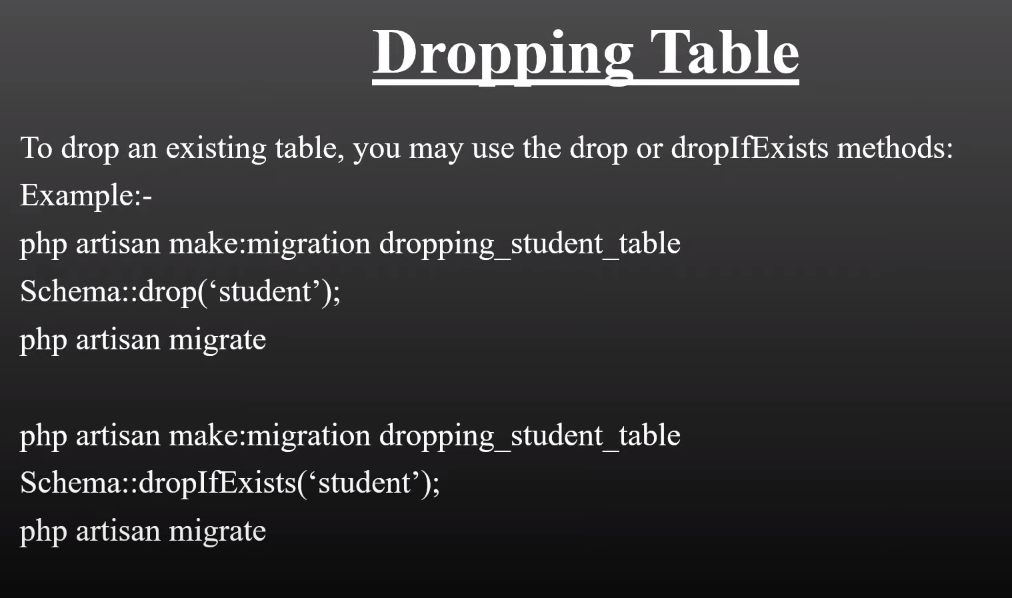 Dropping Table
To drop an existing table, you may use the drop or dropIfExists methods:
Example:-
php artisan make:migration dropping_student_table
Schema::drop(‘student’);
php artisan migrate
php artisan make:migration dropping_student_table
Schema::dropIfExists(‘student’);
php artisan migrate